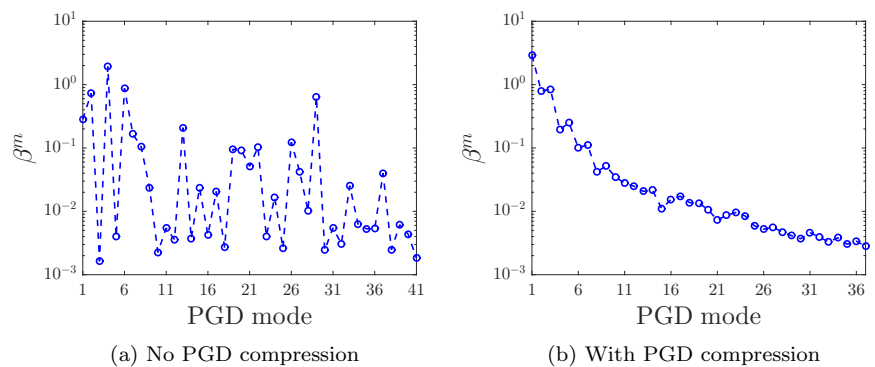 10^1
10^0
10^-1
10^-2
10^-3
β^m
1 6 11 16 21 26 31 36 41
PGD mode
(a) No PGD compression
10^1
10^0
10^-1
10^-2
10^-3
β^m
1 6 11 16 21 26 31 36
PGD mode
(b) With PGD compression